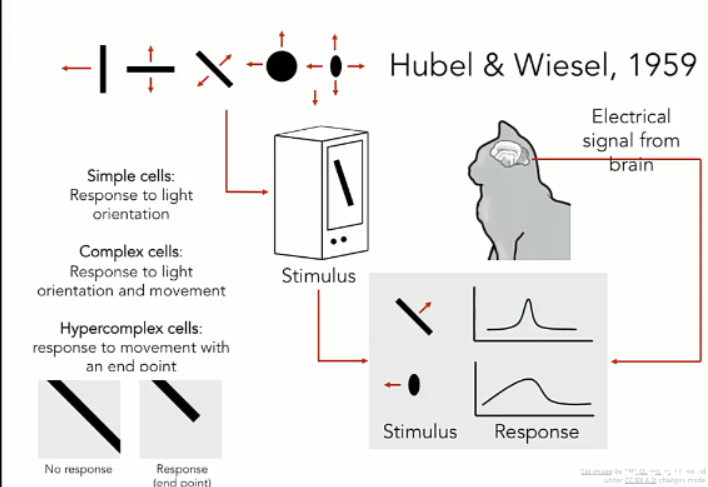 Hubel & Wiesel, 1959
Electrical
signal from
brain
Simple cells:
Response to light
orientation
Complex cells:
Response to light
orientation and movement
Hypercomplex cells:
response to movement with
an end point
No response
Response
(end point)
Stimulus
Stimulus
Response
Cat image by
under CC BY 4.0 changes made